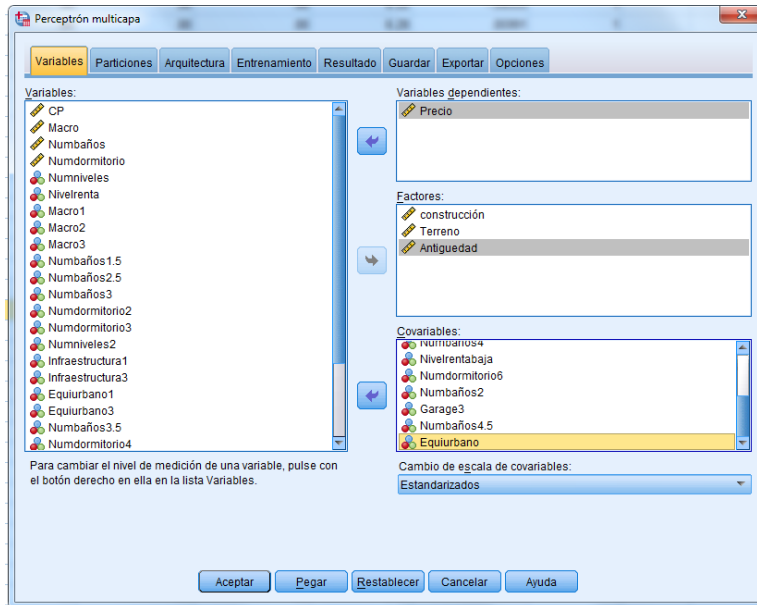 Perceptrón multicapa
Variables Particiones Arquitectura Entrenamiento Resultado Guardar Exportar Opciones
Variables:
CP
Macro
Numbaños
Numdormitorio
Numniveles
Nivelrenta
Macro1
Macro2
Macro3
Numbaños1.5
Numbaños2.5
Numbaños3
Numdormitorio2
Numdormitorio3
Numniveles2
Infraestructura1
Infraestructura3
Equiurbano1
Equiurbano3
Numbaños3.5
Numdormitorio4
Para cambiar el nivel de medición de una variable, pulse con
el botón derecho en ella en la lista Variables.
Variables dependientes:
Precio
Factores:
construcción
Terreno
Antiguedad
Covariables:
Numbaños4
Nivelrentabaja
Numdormitorio6
Numbaños2
Garage3
Numbaños4.5
Equiurbano
Cambio de escala de covariables:
Estandarizados
Aceptar Pegar Restablecer Cancelar Ayuda